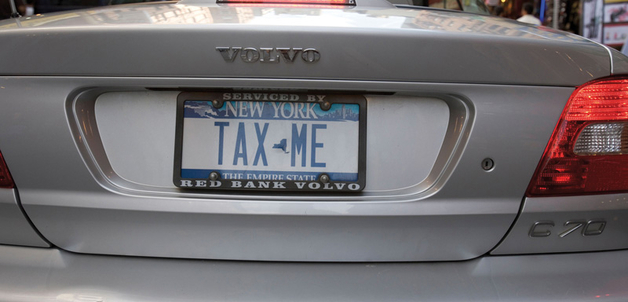 VOLVO
SERVICED BY
NEW YORK
TAX ME
THE EMPIRE STATE
RED BANK VOLVO
C70